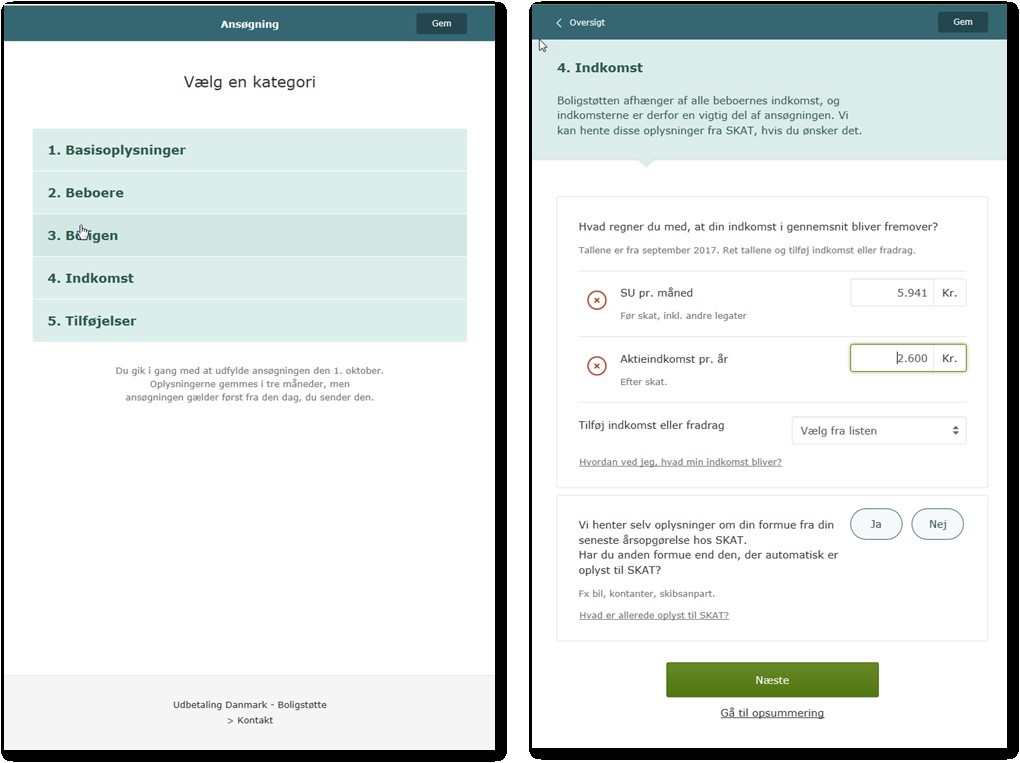 Ansøgning
Gem
Vælg en kategori
1. Basisoplysninger
2. Beboere
3. Boligen
4. Indkomst
5. Tilføjelser
Du gik i gang med at udfylde ansøgningen den 1. oktober.
Oplysningerne gemmes i tre måneder, men
ansøgningen gælder først fra den dag, du sender den.
Udbetaling Danmark - Boligstøtte
> Kontakt
Oversigt
Gem
4. Indkomst
Boligstøtten afhænger af alle beboernes indkomst, og
indkomsterne er derfor en vigtig del af ansøgningen. Vi
kan hente disse oplysninger fra SKAT, hvis du ønsker det.
Hvad regner du med, at din indkomst i gennemsnit bliver fremover?
Tallene er fra september 2017. Ret tallene og tilføj indkomst eller fradrag.
SU pr. måned
5.941 Kr.
Før skat, inkl. andre legater
Aktieindkomst pr. år
2.600 Kr.
Efter skat.
Tilføj indkomst eller fradrag
Vælg fra listen
Hvordan ved jeg, hvad min indkomst bliver?
Vi henter selv oplysninger om din formue fra din
seneste årsopgørelse hos SKAT.
Har du anden formue end den, der automatisk er
oplyst til SKAT?
Ja
Nej
Fx bil, kontanter, skibsanpart.
Hvad er allerede oplyst til SKAT?
Næste
Gå til opsummering